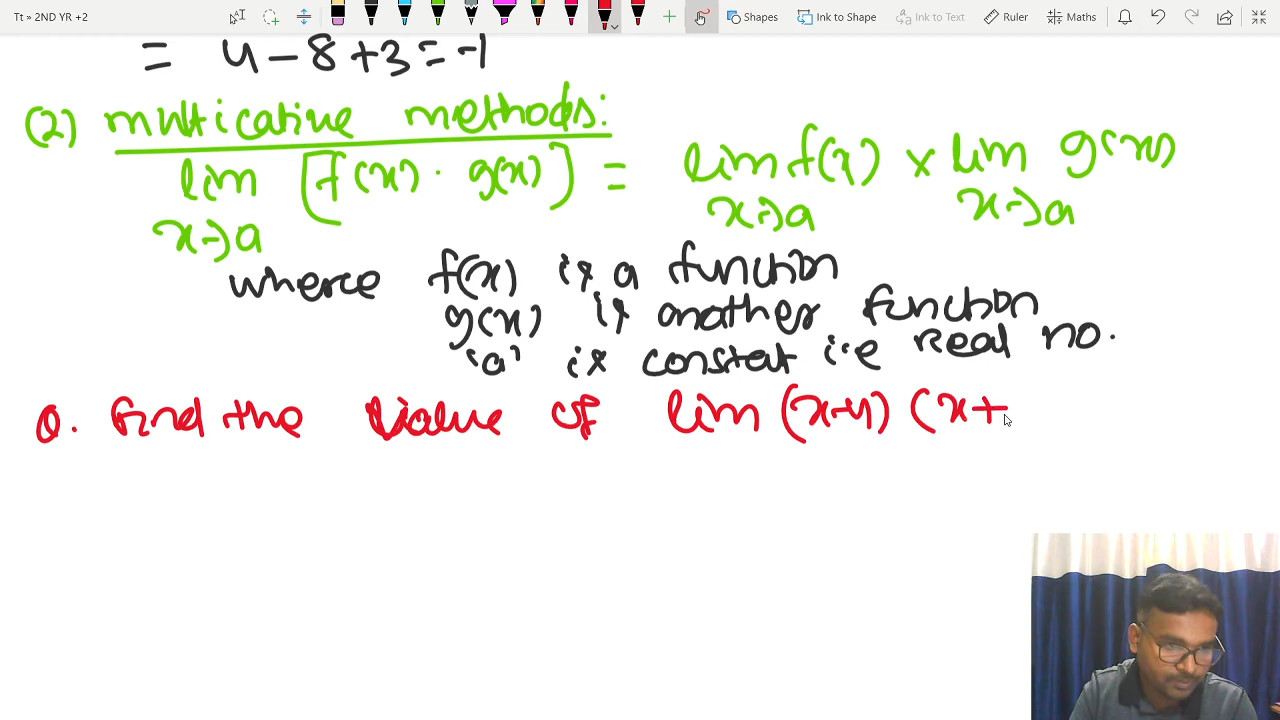 Tt » 2ND YR +2
Shapes Ink to Shape Ink to Text Ruler Maths
= 4 - 8 + 3 = -1
(2) multicative methods:
lim [f(x) . g(x)] = lim f(x) × lim g(x)
x→a x→a x→a
where f(x) is a function
g(x) is another function
'a' is constat i.e Real no.
Q. Find the Value of lim (x-4) (x+